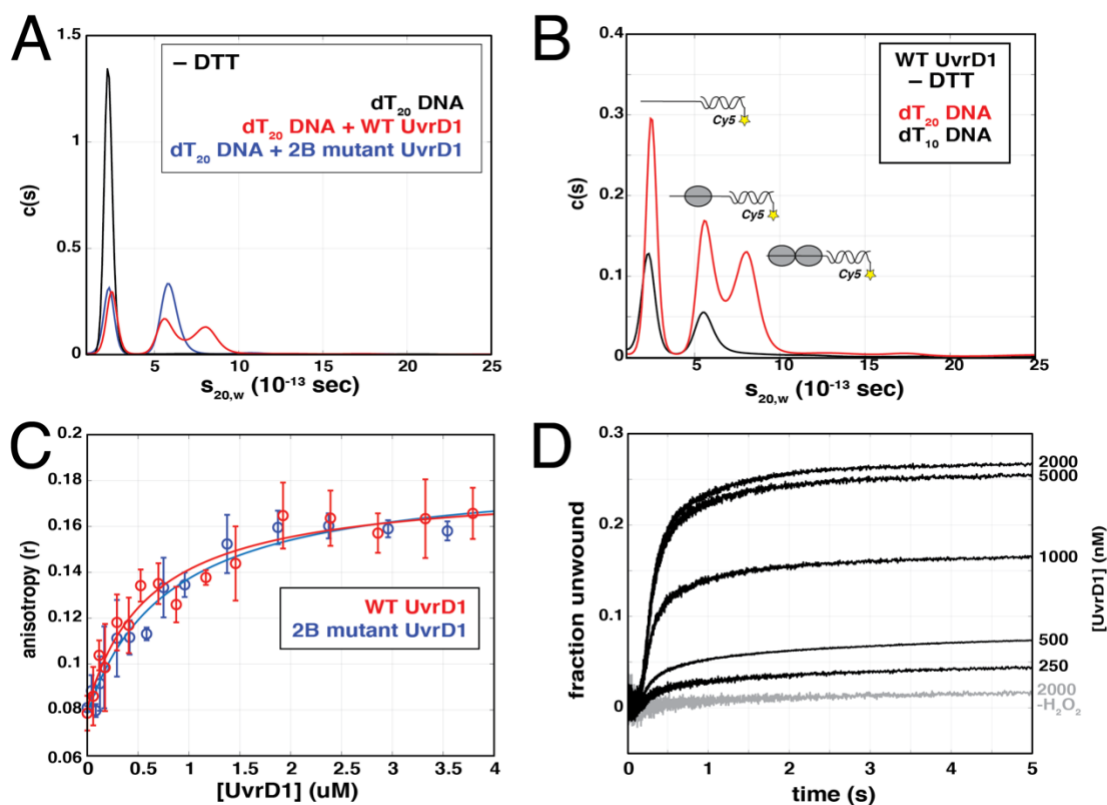 A
– DTT
dT20 DNA
dT20 DNA + WT UvrD1
dT20 DNA + 2B mutant UvrD1
c(s)
1.5
1
0.5
0
5
10
15
20
25
s20,w (10-13 sec)
B
WT UvrD1
– DTT
dT20 DNA
dT10 DNA
Cy5
Cy5
Cy5
c(s)
0.4
0.3
0.2
0.1
0
5
10
15
20
25
s20,w (10-13 sec)
C
WT UvrD1
2B mutant UvrD1
anisotropy (r)
0.2
0.18
0.16
0.14
0.12
0.1
0.08
0.06
0
0.5
1
1.5
2
2.5
3
3.5
4
[UvrD1] (uM)
D
fraction unwound
0.3
0.2
0.1
0
2000
5000
1000
500
250
2000
-H2O2
[UvrD1] (nM)
0
1
2
3
4
5
time (s)